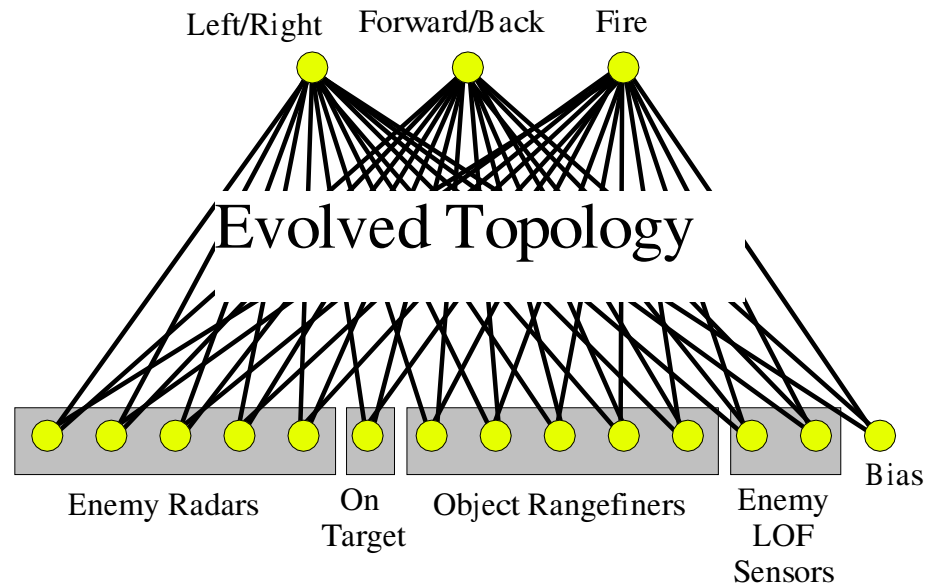 Left/Right Forward/Back Fire
Evolved Topology
Enemy Radars
On
Target
Object Rangefiners
Enemy
LOF
Sensors
Bias